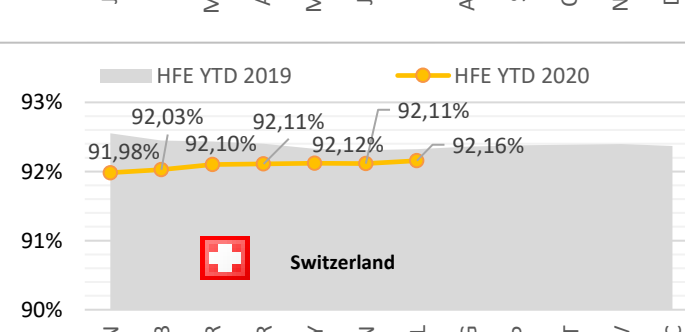 HFE YTD 2019 HFE YTD 2020
93%
92,03% 92,11% 92,11%
91,98% 92,10% 92,12% 92,16%
92%
91%
Switzerland
90%